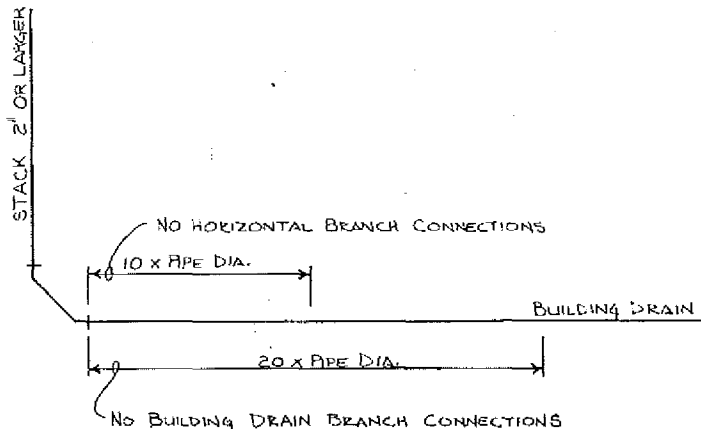 STACK 2" OR LARGER
NO HORIZONTAL BRANCH CONNECTIONS
10 X PIPE DIA.
BUILDING DRAIN
20 X PIPE DIA.
NO BUILDING DRAIN BRANCH CONNECTIONS